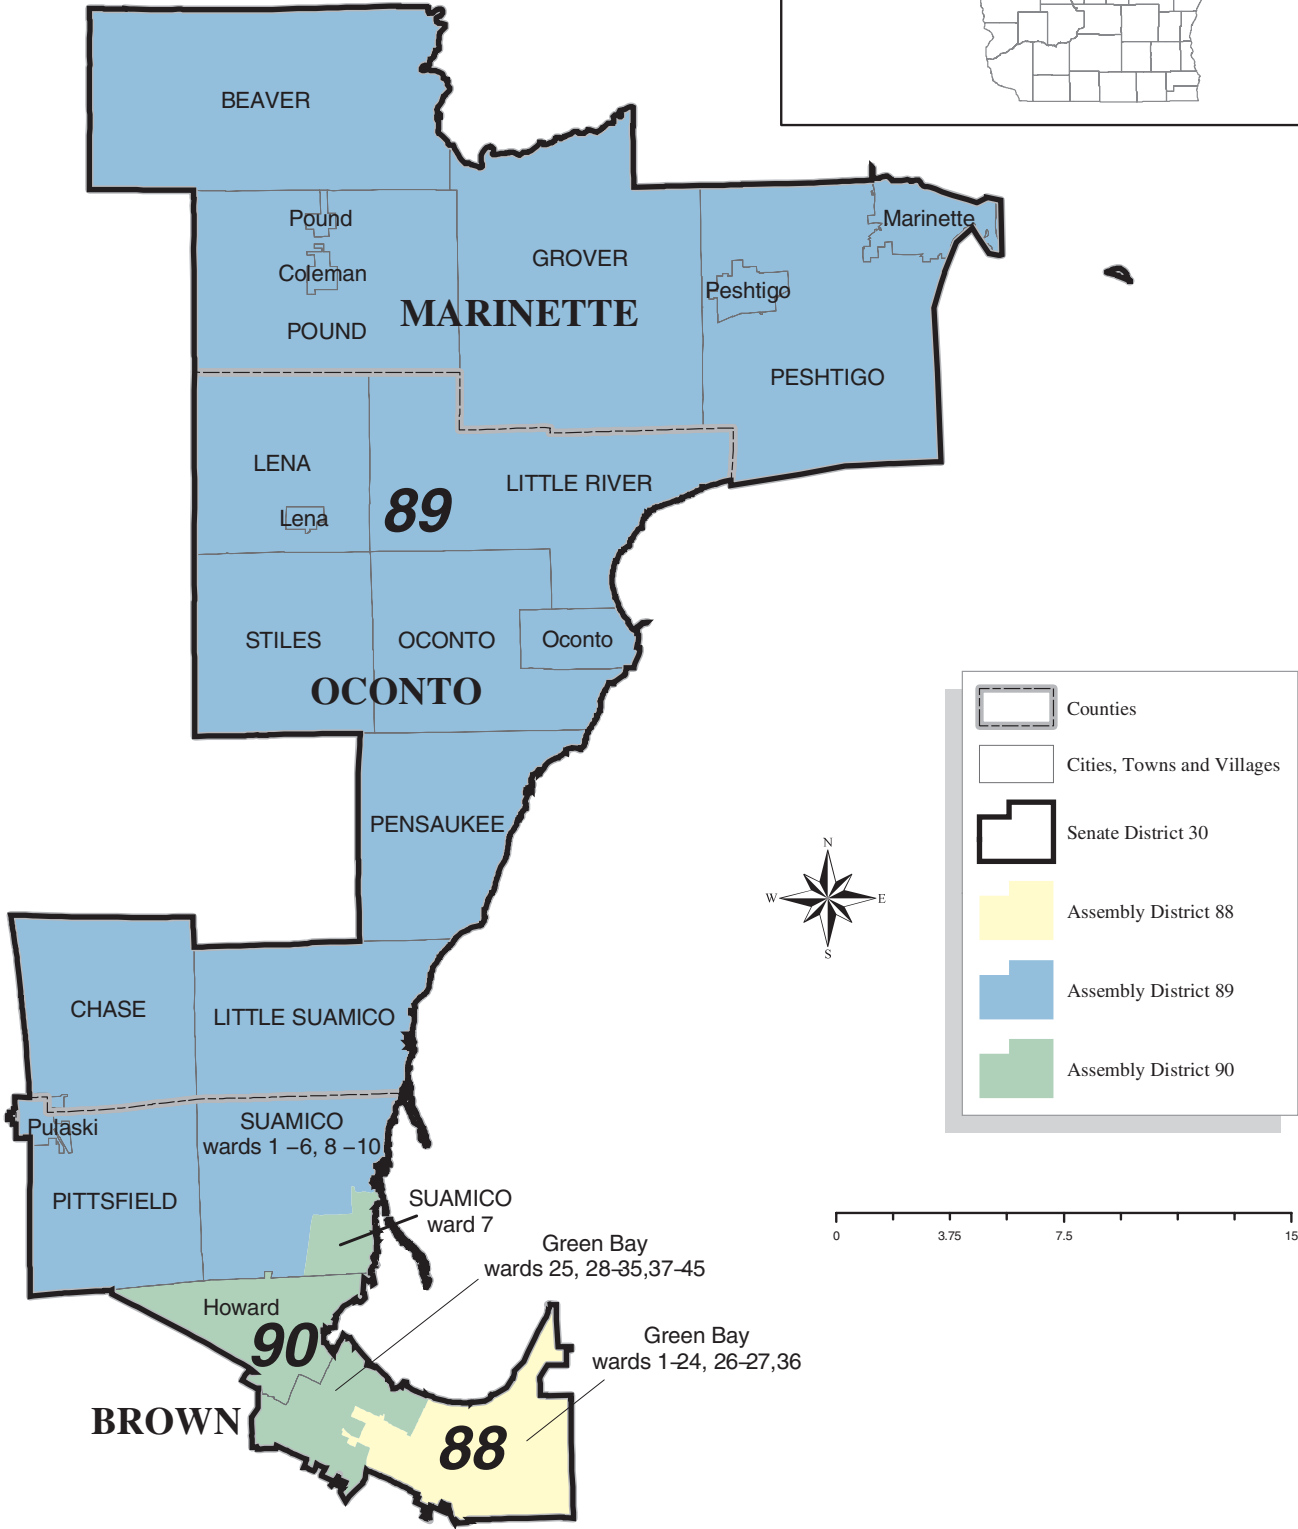 BEAVER
Pound
Marinette
GROVER
Coleman
Peshtigo
MARINETTE
POUND
PESHTIGO
LENA
LITTLE RIVER
89
Lena
STILES
OCONTO
Oconto
OCONTO
Counties
Cities, Towns and Villages
PENSAUKEE
Senate District 30
N
W
E
S
Assembly District 88
Assembly District 89
CHASE
LITTLE SUAMICO
Assembly District 90
SUAMICO
wards 1 –6, 8 –10
Pulaski
PITTSFIELD
SUAMICO
ward 7
0
3.75
7.5
15
Green Bay
wards 25, 28-35,37-45
Howard
90
Green Bay
wards 1-24, 26-27,36
BROWN
88